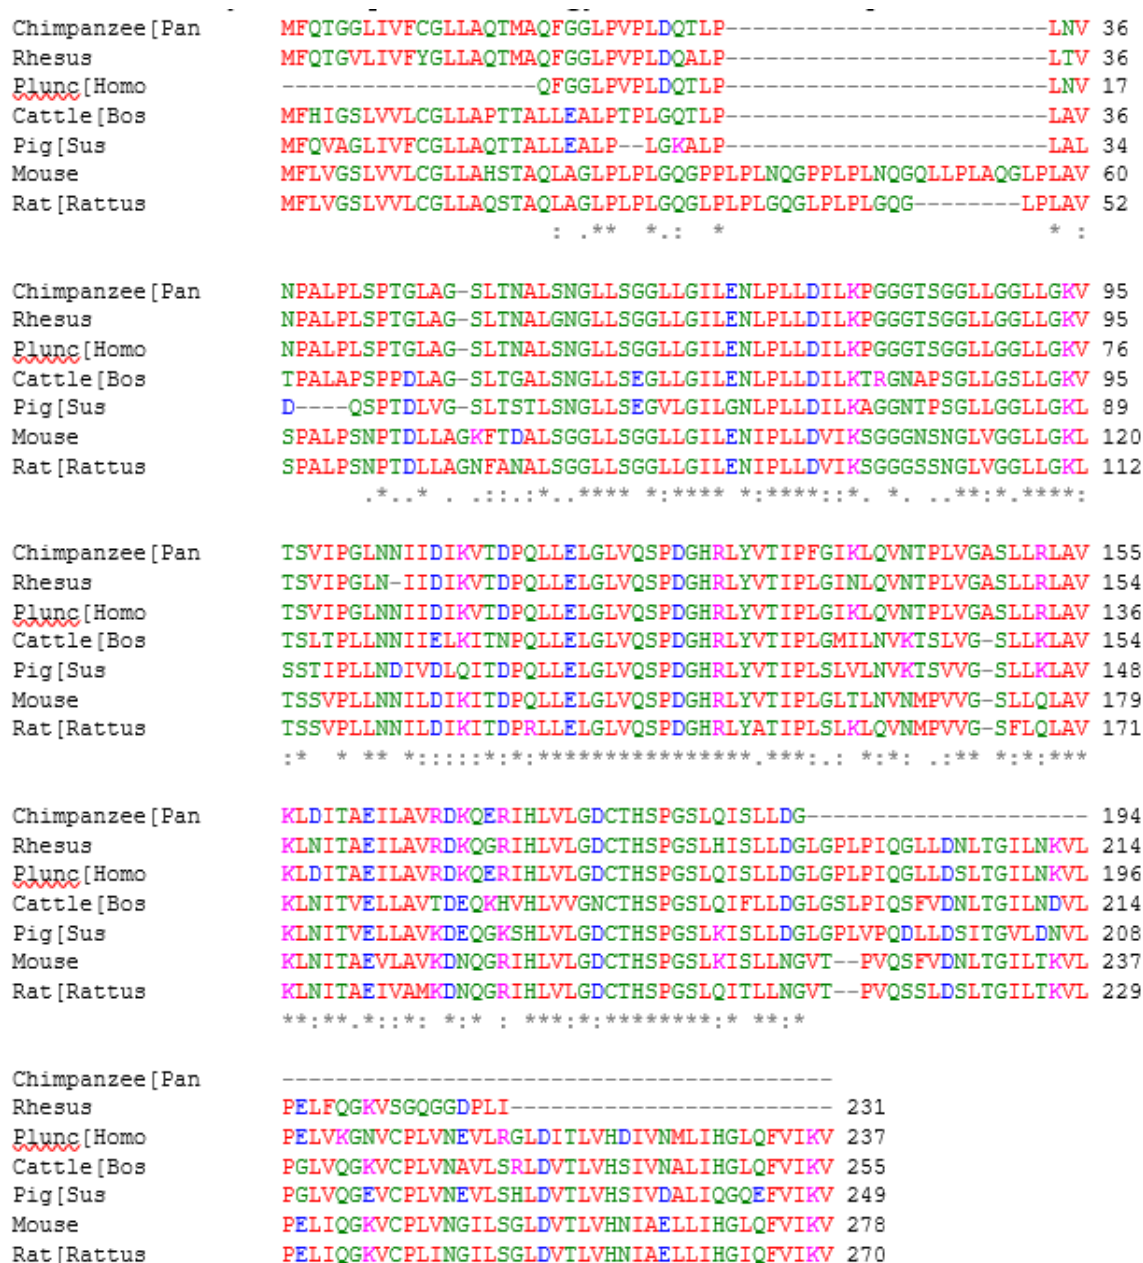 Chimpanzee[Pan MFQTGGLIVFCGLLAQTMAQFGGLPVPLDQTLP------------------------LNV 36
Rhesus MFQTGVLIVFYGLLAQTMAQFGGLPVPLDQALP------------------------LTV 36
Plunc[Homo -------------------QFGGLPVPLDQTLP------------------------LNV 17
Cattle[Bos MFHIGSLVVLCGLLAPTTALLEALPTPLGQTLP------------------------LAV 36
Pig[Sus MFQVAGLIVFCGLLAQTTALLEALP--LGKALP------------------------LAL 34
Mouse MFLVGSLVVLCGLLAHSTAQLAGLPLPLGQGPPLPLNQGPPLPLNQGQLLPLAQGLPLAV 60
Rat[Rattus MFLVGSLVVLCGLLAQSTAQLAGLPLPLGQGLPLPLGQGLPLPLGQG--------LPLAV 52
: .** *.: * * :
Chimpanzee[Pan NPALPLSPTGLAG-SLTNALSNGLLSGGLLGILENLPLLDILKPGGGTSGGLLGGLLGKV 95
Rhesus NPALPLSPTGLAG-SLTNALGNGLLSGGLLGILENLPLLDILKPGGGTSGGLLGGLLGKV 95
Plunc[Homo NPALPLSPTGLAG-SLTNALSNGLLSGGLLGILENLPLLDILKPGGGTSGGLLGGLLGKV 76
Cattle[Bos TPALAPSPPDLAG-SLTGALSNGLLSEGLLGILENLPLLDILKTRGNAPSGLLGSLLGKV 95
Pig[Sus D----QSPTDLVG-SLTSTLSNGLLSEGVLGILGNLPLLDILKAGGNTPSGLLGGLLGKL 89
Mouse SPALPSNPTDLLAGKFTDALSGGLLSGGLLGILENIPLLDVIKSGGGNSNGLVGGLLGKL 120
Rat[Rattus SPALPSNPTDLLAGNFANALSGGLLSGGLLGILENIPLLDVIKSGGGSSNGLVGGLLGKL 112
.*..* . .::.:*..**** *:**** *:****::*. *. ..**:*.****:
Chimpanzee[Pan TSVIPGLNNIIDIKVTDPQLLELGLVQSPDGHRLYVTIPFGIKLQVNTPLVGASLLRLAV 155
Rhesus TSVIPGLN-IIDIKVTDPQLLELGLVQSPDGHRLYVTIPLGINLQVNTPLVGASLLRLAV 154
Plunc[Homo TSVIPGLNNIIDIKVTDPQLLELGLVQSPDGHRLYVTIPLGIKLQVNTPLVGASLLRLAV 136
Cattle[Bos TSLTPLLNNIIELKITNPQLLELGLVQSPDGHRLYVTIPLGMILNVKTSLVG-SLLKLAV 154
Pig[Sus SSTIPLLNDIVDLQITDPQLLELGLVQSPDGHRLYVTIPLSLVLNVKTSVVG-SLLKLAV 148
Mouse TSSVPLLNNILDIKITDPQLLELGLVQSPDGHRLYVTIPLGLTLNVNMPVVG-SLLQLAV 179
Rat[Rattus TSSVPLLNNILDIKITDPRLLELGLVQSPDGHRLYATIPLSLKLQVNMPVVG-SFLQLAV 171
:* * ** *:::::*:*:****************.***:.: *:*: .:** *:*:***
Chimpanzee[Pan KLDITAEILAVRDKQERIHLVLGDCTHSPGSLQISLLDG--------------------- 194
Rhesus KLNITAEILAVRDKQGRIHLVLGDCTHSPGSLHISLLDGLGPLPIQGLLDNLTGILNKVL 214
Plunc[Homo KLDITAEILAVRDKQERIHLVLGDCTHSPGSLQISLLDGLGPLPIQGLLDSLTGILNKVL 196
Cattle[Bos KLNITVELLAVTDEQKHVHLVVGNCTHSPGSLQIFLLDGLGSLPIQSFVDNLTGILNDVL 214
Pig[Sus KLNITVELLAVKDEQGKSHLVLGDCTHSPGSLKISLLDGLGPLVPQDLLDSITGVLDNVL 208
Mouse KLNITAEVLAVKDNQGRIHLVLGDCTHSPGSLKISLLNGVT--PVQSFVDNLTGILTKVL 237
Rat[Rattus KLNITAEIVAMKDNQGRIHLVLGDCTHSPGSLQITLLNGVT--PVQSSLDSLTGILTKVL 229
**:**.*::*: *:* : ***:*:********:* **:*
Chimpanzee[Pan -----------------------------------------
Rhesus PELFQGKVSGQGGDPLI------------------------ 231
Plunc[Homo PELVKGNVCPLVNEVLRGLDITLVHDIVNMLIHGLQFVIKV 237
Cattle[Bos PGLVQGKVCPLVNAVLSRLDVTLVHSIVNALIHGLQFVIKV 255
Pig[Sus PGLVQGEVCPLVNEVLSHLDVTLVHSIVDALIQGQEFVIKV 249
Mouse PELIQGKVCPLVNGILSGLDVTLVHNIAELLIHGLQFVIKV 278
Rat[Rattus PELIQGKVCPLINGILSGLDVTLVHNIAELLIHGIQFVIKV 270